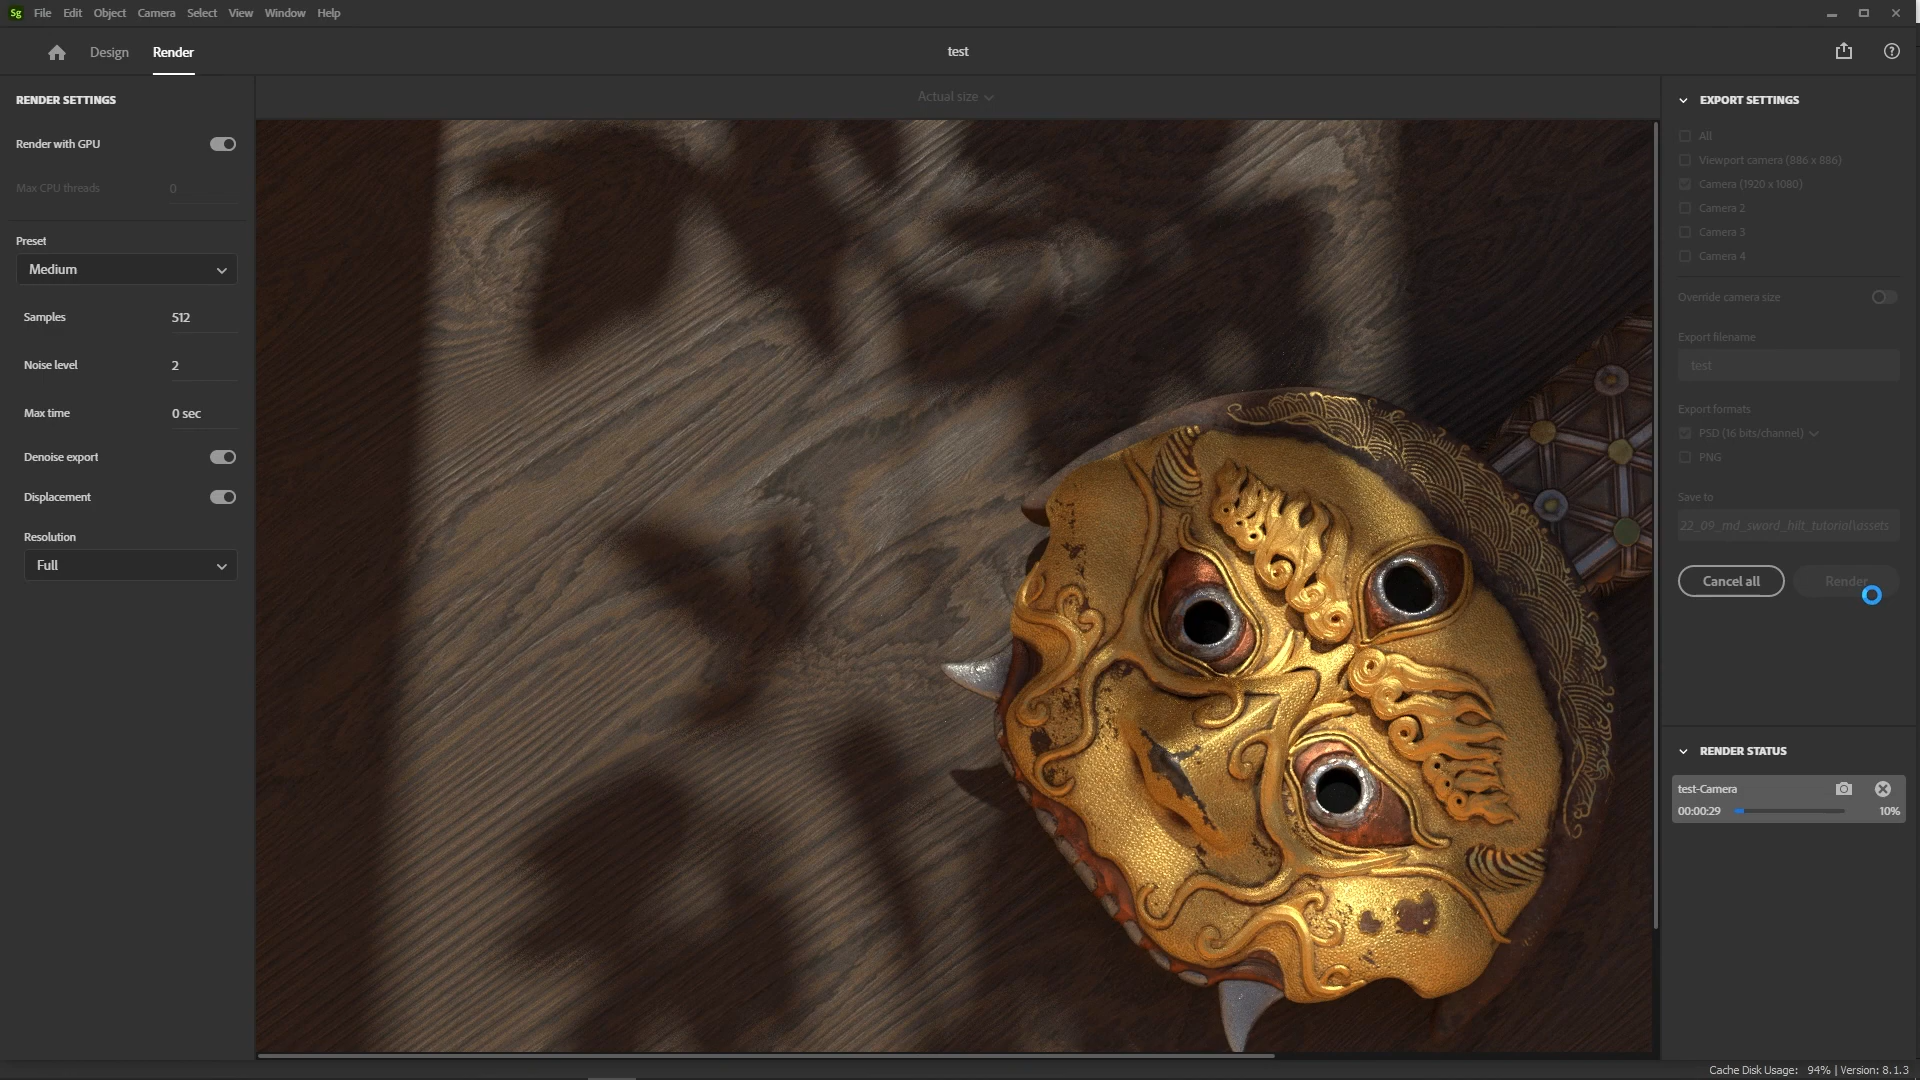 Sg File Edit Object Camera Select View Window Help
Design Render test
RENDER SETTINGS
Render with GPU
Max CPU threads 0
Preset
Medium
Samples 512
Noise level 2
Max time 0 sec
Denoise export
Displacement
Resolution
Full
Actual size
EXPORT SETTINGS
All
Viewport camera (886 x 886)
Camera (1920 x 1080)
Camera 2
Camera 3
Camera 4
Override camera size
Export filename
test
Export formats
PSD (16 bits/channel)
PNG
Save to
22_09_md_sword_hilt_tutorial\assets
Cancel all Render
RENDER STATUS
test-Camera
00:00:29 10%
Cache Disk Usage: 94% | Version: 8.1.3